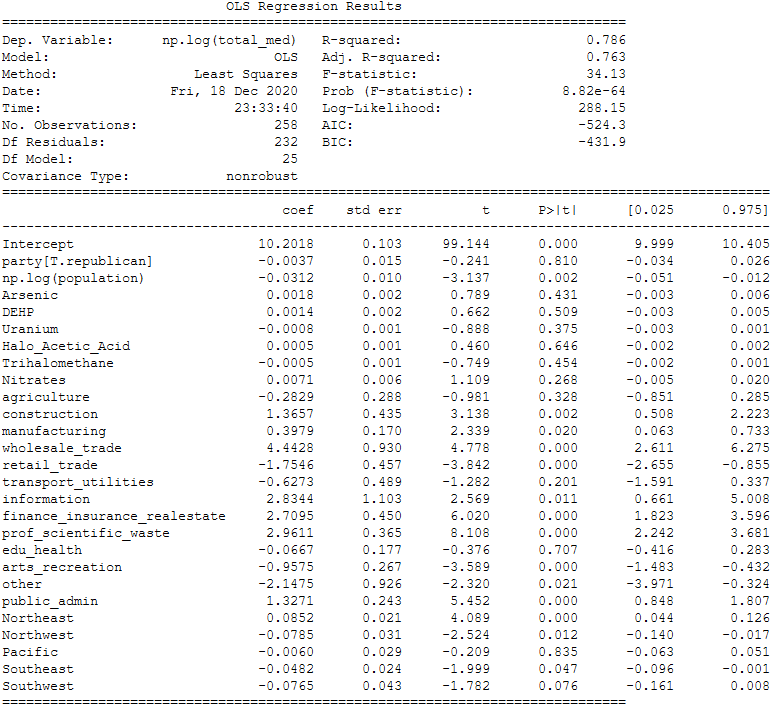 OLS Regression Results
==============================================================================
Dep. Variable:      np.log(total_med)   R-squared:                       0.786
Model:                            OLS   Adj. R-squared:                  0.763
Method:                 Least Squares   F-statistic:                     34.13
Date:                Fri, 18 Dec 2020   Prob (F-statistic):           8.82e-64
Time:                        23:33:40   Log-Likelihood:                 288.15
No. Observations:                 258   AIC:                            -524.3
Df Residuals:                     232   BIC:                            -431.9
Df Model:                          25
Covariance Type:            nonrobust
================================================================================================
                                   coef    std err          t      P>|t|      [0.025      0.975]
------------------------------------------------------------------------------------------------
Intercept                       10.2018      0.103     99.144      0.000       9.999      10.405
party[T.republican]             -0.0037      0.015     -0.241      0.810      -0.034       0.026
np.log(population)              -0.0312      0.010     -3.137      0.002      -0.051      -0.012
Arsenic                          0.0018      0.002      0.789      0.431      -0.003       0.006
DEHP                             0.0014      0.002      0.662      0.509      -0.003       0.005
Uranium                         -0.0008      0.001     -0.888      0.375      -0.003       0.001
Halo_Acetic_Acid                 0.0005      0.001      0.460      0.646      -0.002       0.002
Trihalomethane                  -0.0005      0.001     -0.749      0.454      -0.002       0.001
Nitrates                         0.0071      0.006      1.109      0.268      -0.005       0.020
agriculture                     -0.2829      0.288     -0.981      0.328      -0.851       0.285
construction                     1.3657      0.435      3.138      0.002       0.508       2.223
manufacturing                    0.3979      0.170      2.339      0.020       0.063       0.733
wholesale_trade                  4.4428      0.930      4.778      0.000       2.611       6.275
retail_trade                    -1.7546      0.457     -3.842      0.000      -2.655      -0.855
transport_utilities             -0.6273      0.489     -1.282      0.201      -1.591       0.337
information                      2.8344      1.103      2.569      0.011       0.661       5.008
finance_insurance_realestate     2.7095      0.450      6.020      0.000       1.823       3.596
prof_scientific_waste            2.9611      0.365      8.108      0.000       2.242       3.681
edu_health                      -0.0667      0.177     -0.376      0.707      -0.416       0.283
arts_recreation                 -0.9575      0.267     -3.589      0.000      -1.483      -0.432
other                           -2.1475      0.926     -2.320      0.021      -3.971      -0.324
public_admin                     1.3271      0.243      5.452      0.000       0.848       1.807
Northeast                        0.0852      0.021      4.089      0.000       0.044       0.126
Northwest                       -0.0785      0.031     -2.524      0.012      -0.140      -0.017
Pacific                         -0.0060      0.029     -0.209      0.835      -0.063       0.051
Southeast                       -0.0482      0.024     -1.999      0.047      -0.096      -0.001
Southwest                       -0.0765      0.043     -1.782      0.076      -0.161       0.008
==============================================================================